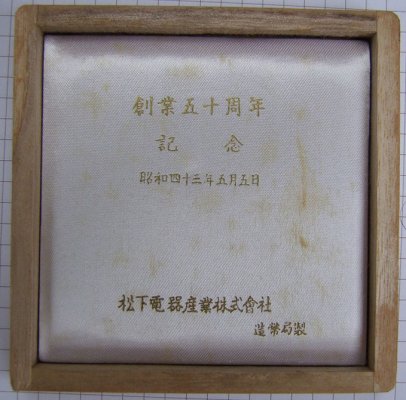 創業五十周年
記念
昭和四十三年五月五日
松下電器産業株式會社
造幣局製